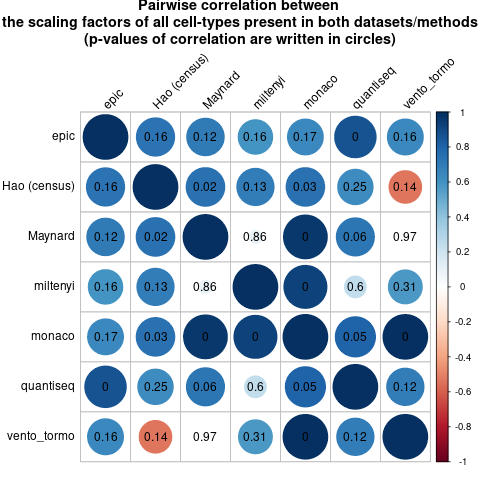 Pairwise correlation between
the scaling factors of all cell-types present in both datasets/methods
(p-values of correlation are written in circles)
epic Hao (census) Maynard miltenyi monaco quantiseq vento_tormo
epic 0.16 0.12 0.16 0.17 0 0.16
Hao (census) 0.16 0.02 0.13 0.03 0.25 0.14
Maynard 0.12 0.02 0.86 0 0.06 0.97
miltenyi 0.16 0.13 0.86 0 0.6 0.31
monaco 0.17 0.03 0 0 0.05 0
quantiseq 0 0.25 0.06 0.6 0.05 0.12
vento_tormo 0.16 0.14 0.97 0.31 0 0.12
1
0.8
0.6
0.4
0.2
0
-0.2
-0.4
-0.6
-0.8
-1